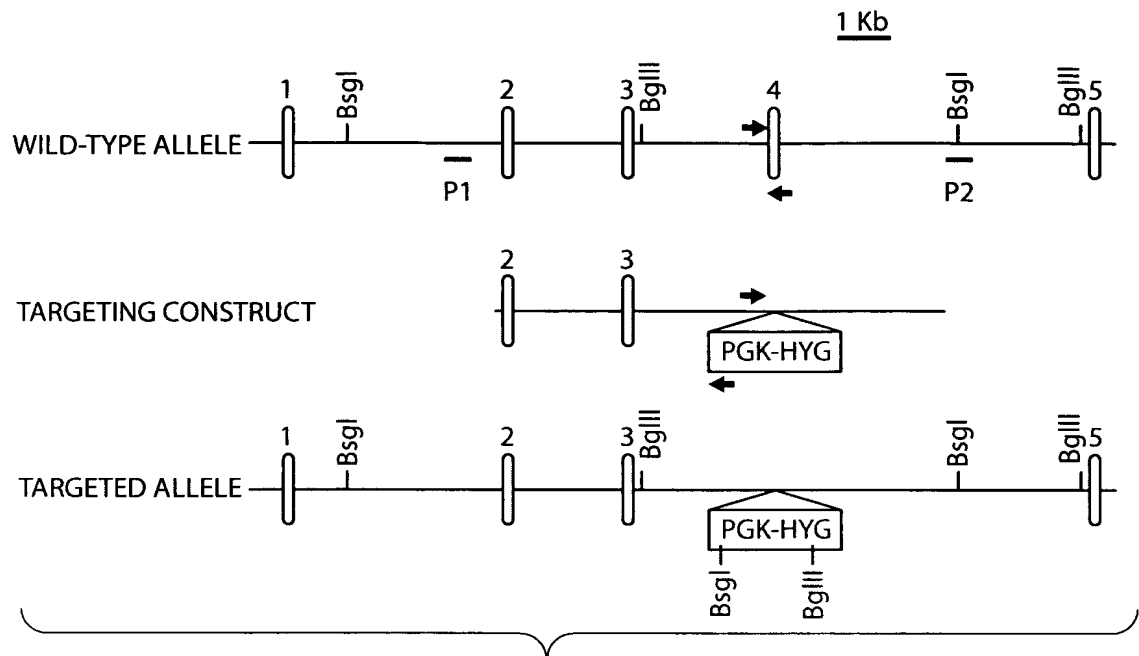 1 Kb
1 BsgI 2 3 BglII 4 BsgI BglII 5
WILD-TYPE ALLELE
P1 P2
2 3
TARGETING CONSTRUCT
PGK-HYG
1 BsgI 2 3 BglII BsgI BglII 5
TARGETED ALLELE
PGK-HYG
BsgI BglII